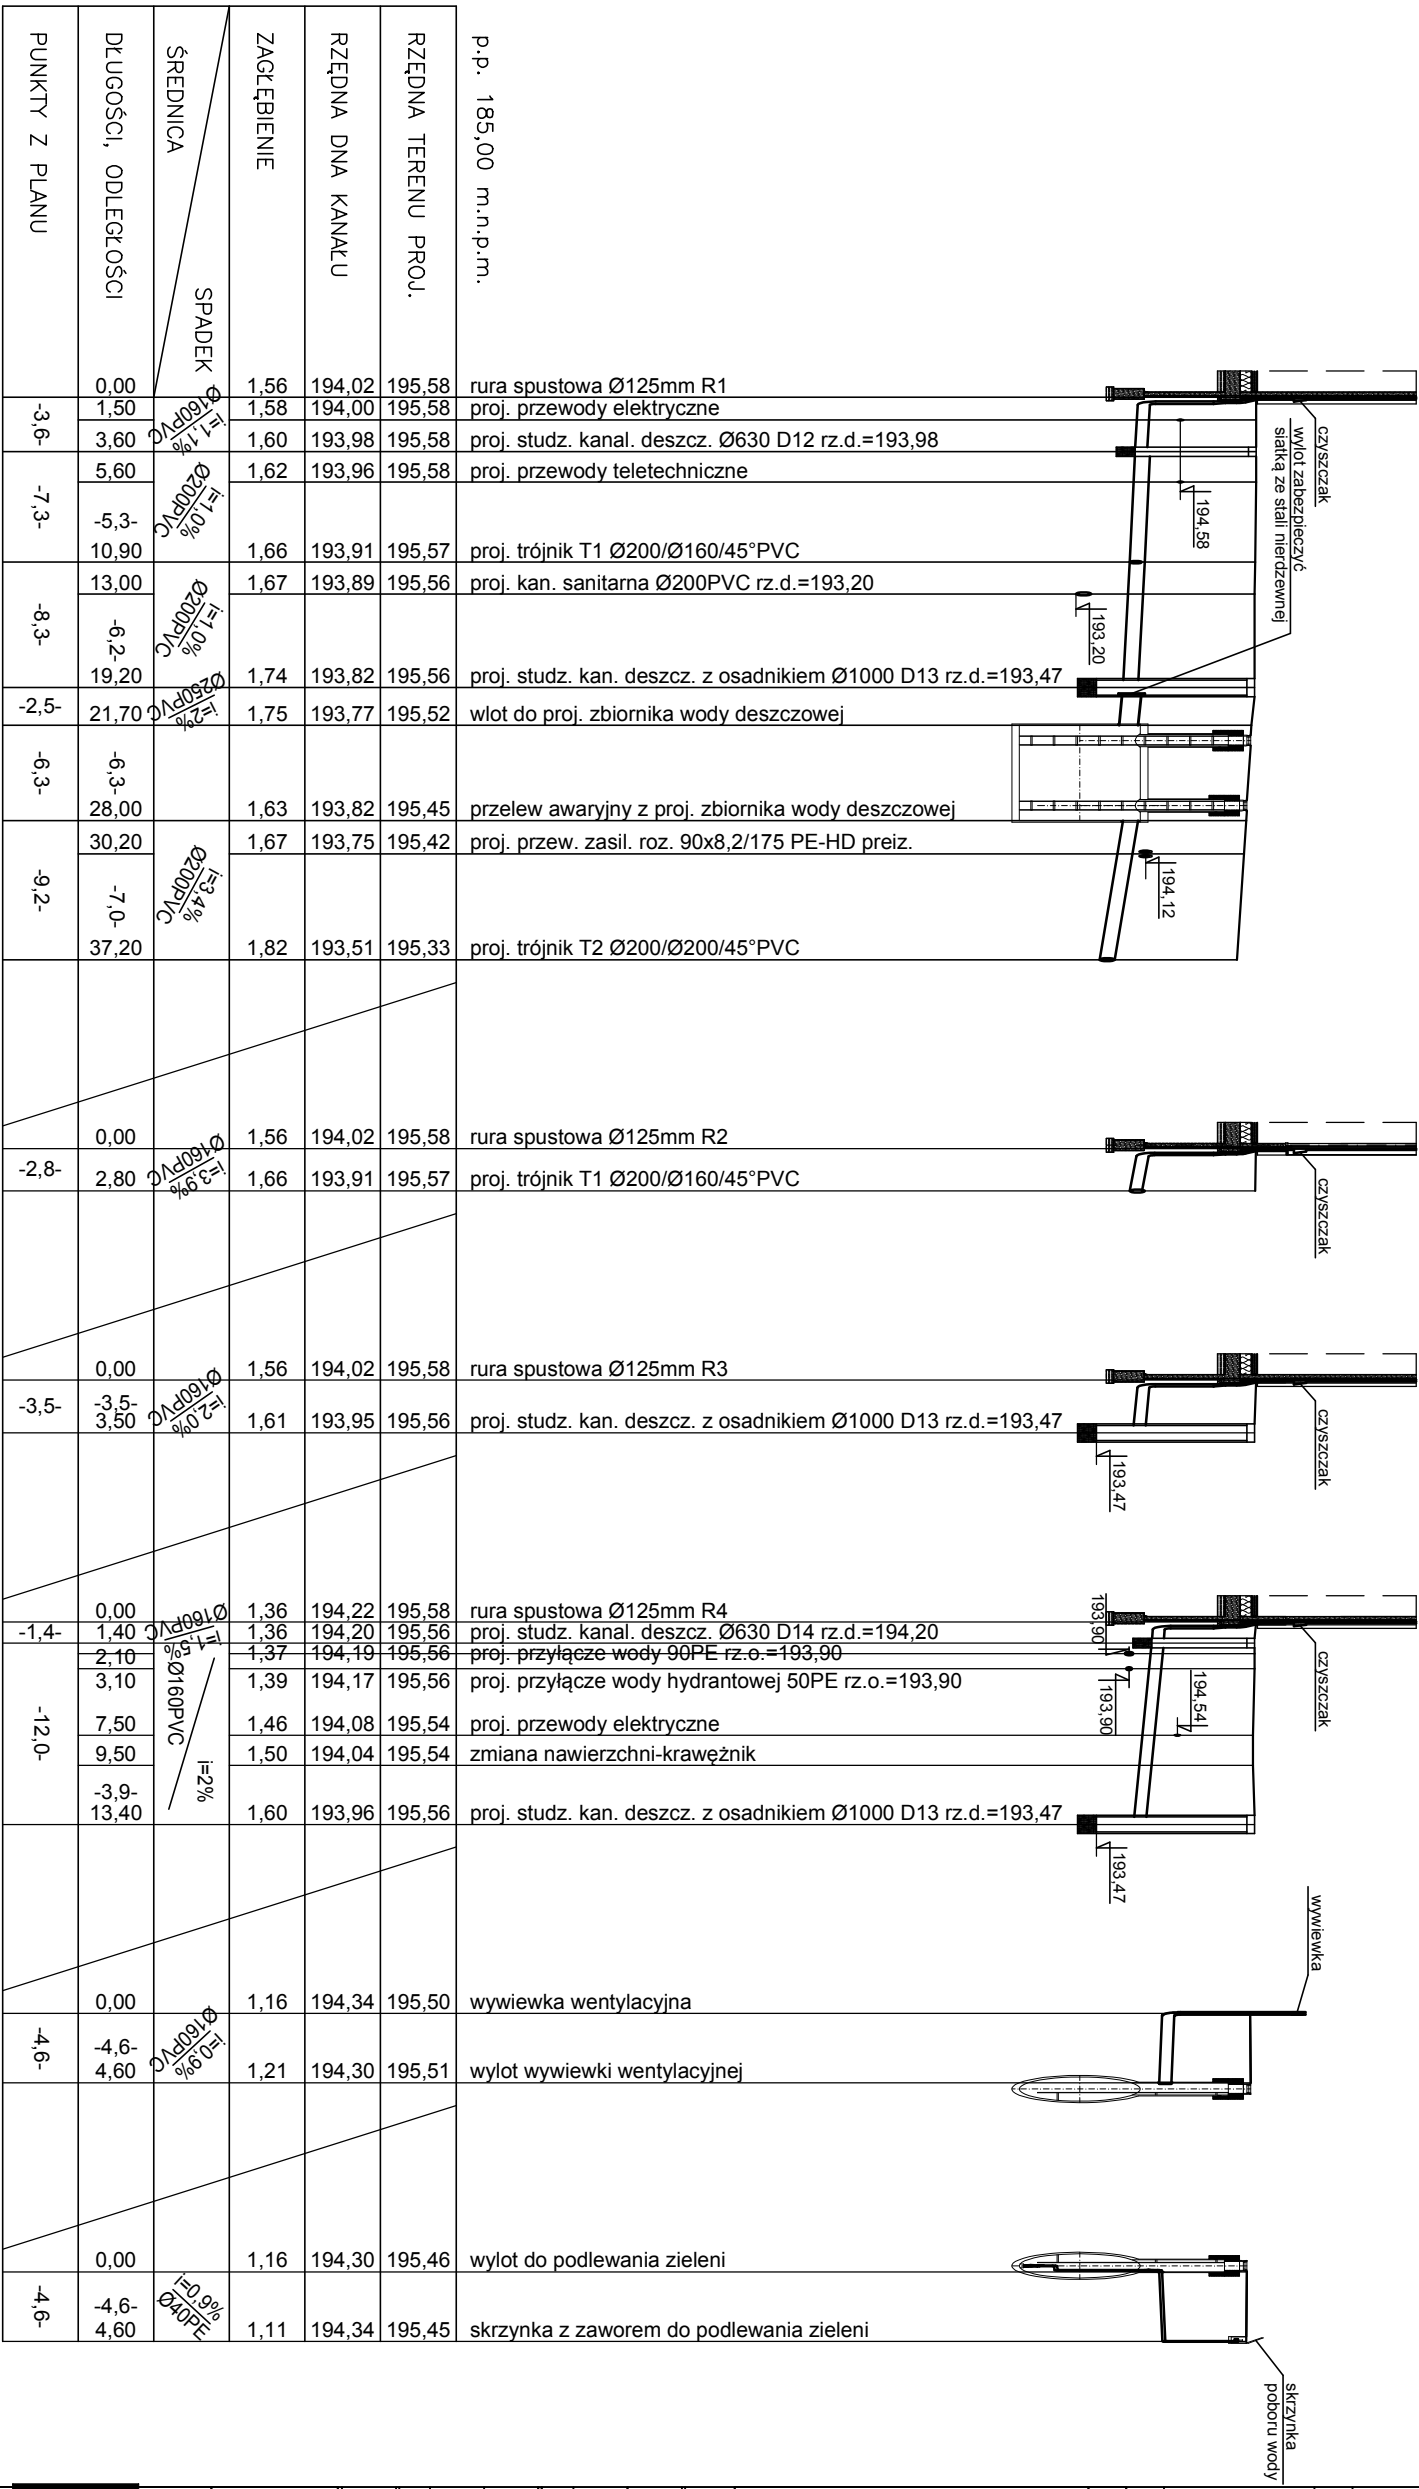 p.p. 185,00 m.n.p.m.
RZĘDNA TERENU PROJ.
RZĘDNA DNA KANAŁU
ZAGŁĘBIENIE
ŚREDNICA
SPADEK
DŁUGOŚCI, ODLEGŁOŚCI
PUNKTY Z PLANU
0,00 1,56 194,02 195,58 rura spustowa Ø125mm R1
-3,6-
i=1,1%
Ø160PVC
1,50 1,58 194,00 195,58 proj. przewody elektryczne
3,60 1,60 193,98 195,58 proj. studz. kanal. deszcz. Ø630 D12 rz.d.=193,98
5,60 1,62 193,96 195,58 proj. przewody teletechniczne
-7,3-
-5,3-
i=1,0%
Ø200PVC
10,90 1,66 193,91 195,57 proj. trójnik T1 Ø200/Ø160/45°PVC
13,00 1,67 193,89 195,56 proj. kan. sanitarna Ø200PVC rz.d.=193,20
-8,3-
-6,2-
i=1,0%
Ø200PVC
19,20 1,74 193,82 195,56 proj. studz. kan. deszcz. z osadnikiem Ø1000 D13 rz.d.=193,47
-2,5-
i=2%
Ø250PVC
21,70 1,75 193,77 195,52 wlot do proj. zbiornika wody deszczowej
-6,3-
-6,3-
28,00 1,63 193,82 195,45 przelew awaryjny z proj. zbiornika wody deszczowej
30,20 1,67 193,75 195,42 proj. przew. zasil. roz. 90x8,2/175 PE-HD preiz.
-9,2-
-7,0-
i=3,4%
Ø200PVC
37,20 1,82 193,51 195,33 proj. trójnik T2 Ø200/Ø200/45°PVC
czyszczak
wylot zabezpieczyć
siatką ze stali nierdzewnej
194,58
193,20
194,12
0,00 1,56 194,02 195,58 rura spustowa Ø125mm R2
-2,8-
i=3,9%
Ø160PVC
2,80 1,66 193,91 195,57 proj. trójnik T1 Ø200/Ø160/45°PVC
czyszczak
0,00 1,56 194,02 195,58 rura spustowa Ø125mm R3
-3,5-
-3,5-
i=2,0%
Ø160PVC
3,50 1,61 193,95 195,56 proj. studz. kan. deszcz. z osadnikiem Ø1000 D13 rz.d.=193,47
czyszczak
193,47
0,00 1,36 194,22 195,58 rura spustowa Ø125mm R4
-1,4-
i=1,5%
Ø160PVC
1,40 1,36 194,20 195,56 proj. studz. kanal. deszcz. Ø630 D14 rz.d.=194,20
2,10 1,37 194,19 195,56 proj. przyłącze wody 90PE rz.o.=193,90
3,10 1,39 194,17 195,56 proj. przyłącze wody hydrantowej 50PE rz.o.=193,90
-12,0-
Ø160PVC
i=2%
7,50 1,46 194,08 195,54 proj. przewody elektryczne
9,50 1,50 194,04 195,54 zmiana nawierzchni-krawężnik
-3,9-
13,40 1,60 193,96 195,56 proj. studz. kan. deszcz. z osadnikiem Ø1000 D13 rz.d.=193,47
czyszczak
193,90
193,90
194,54
193,47
0,00 1,16 194,34 195,50 wywiewka wentylacyjna
-4,6-
-4,6-
i=0,9%
Ø160PVC
4,60 1,21 194,30 195,51 wylot wywiewki wentylacyjnej
wywiewka
0,00 1,16 194,30 195,46 wylot do podlewania zieleni
-4,6-
-4,6-
i=0,9%
Ø40PE
4,60 1,11 194,34 195,45 skrzynka z zaworem do podlewania zieleni
skrzynka
poboru wody